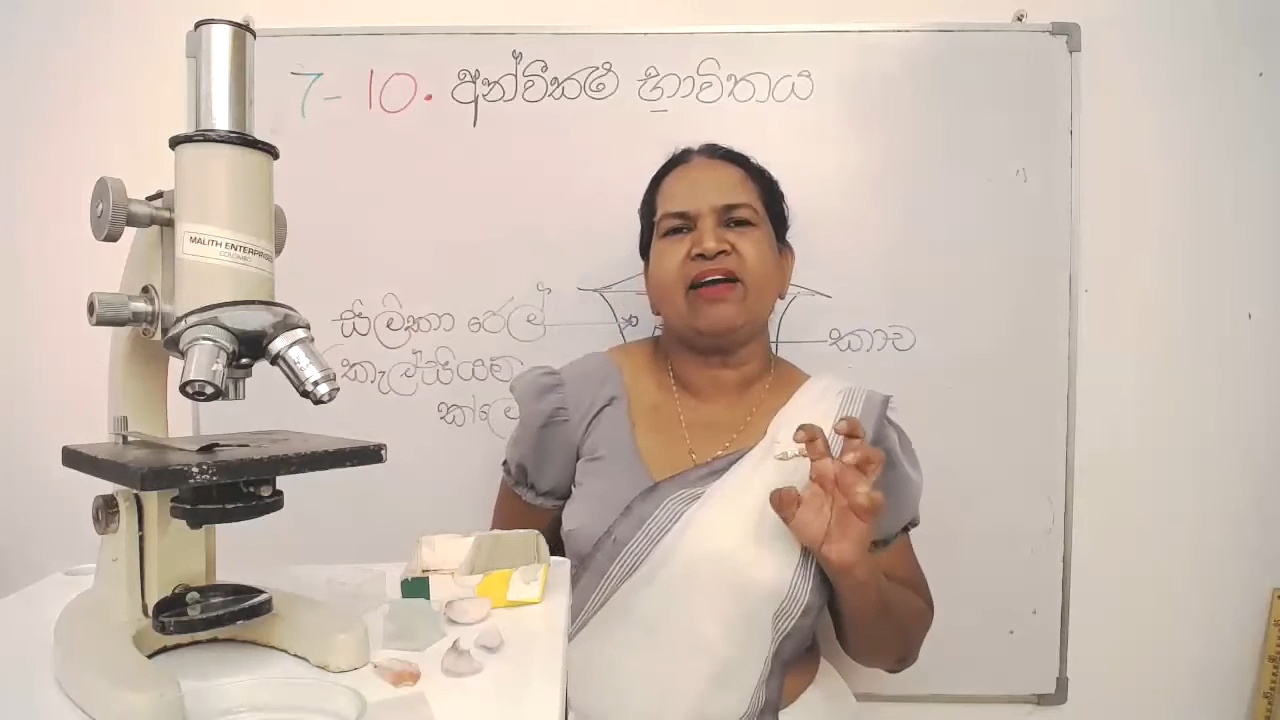 7-10. අන්වීක්ෂ භාවිතය
MALITH ENTERPRISES
COLOMBO
සිලිකා ජෙල්
කැල්සියම්
ක්ලෝ
කාච